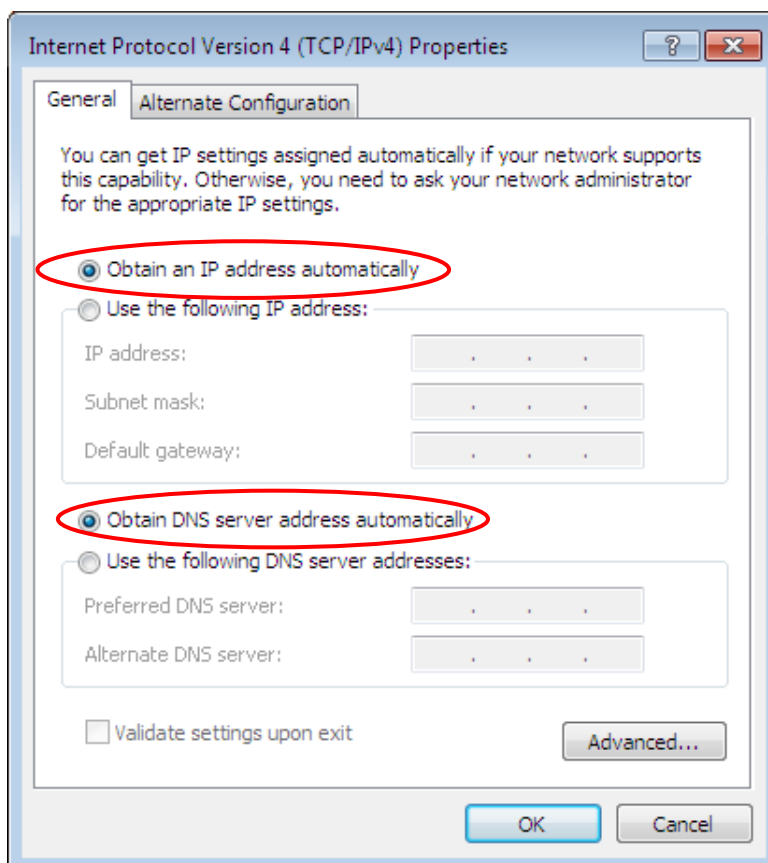 Internet Protocol Version 4 (TCP/IPv4) Properties
General
Alternate Configuration
You can get IP settings assigned automatically if your network supports
this capability. Otherwise, you need to ask your network administrator
for the appropriate IP settings.
Obtain an IP address automatically
Use the following IP address:
IP address:
Subnet mask:
Default gateway:
Obtain DNS server address automatically
Use the following DNS server addresses:
Preferred DNS server:
Alternate DNS server:
Validate settings upon exit
Advanced...
OK
Cancel